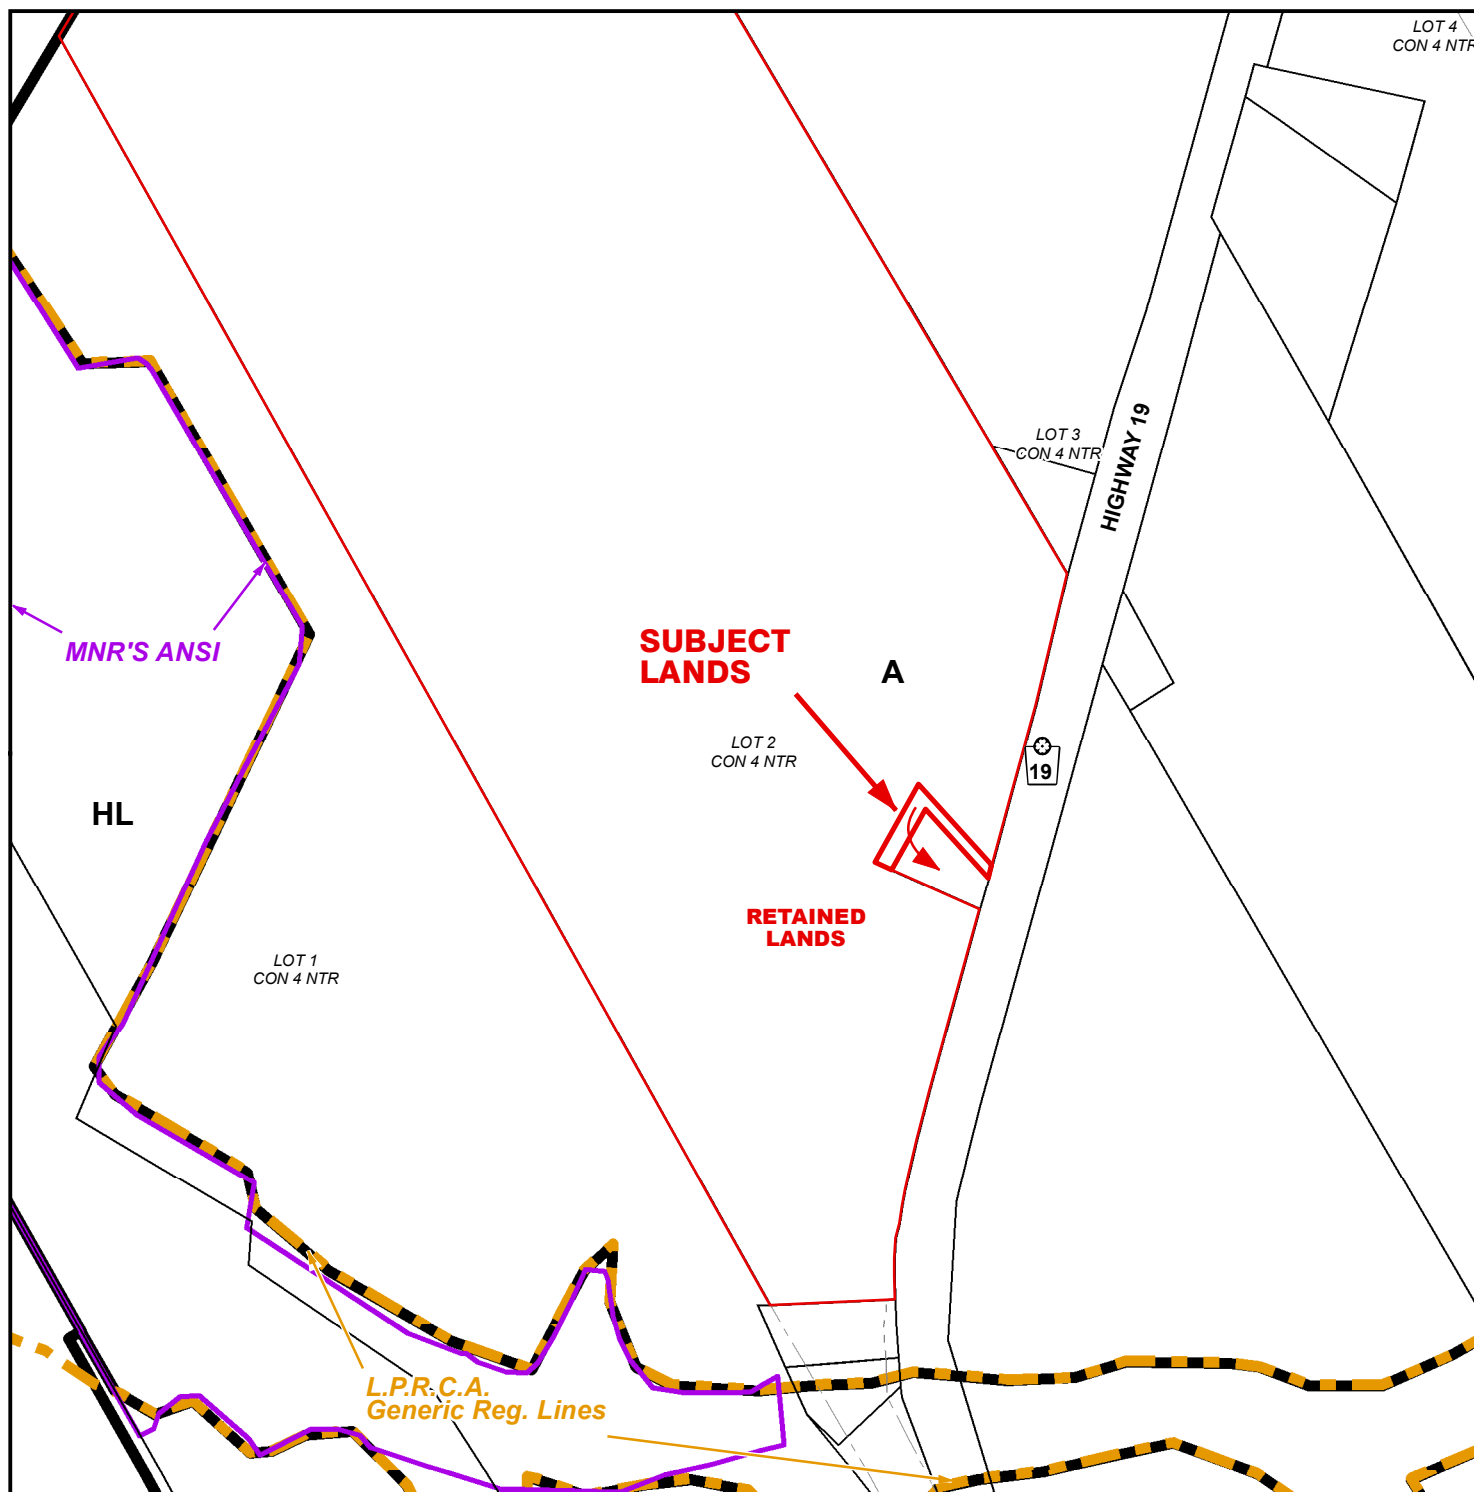 LOT 4
CON 4 NTR
LOT 3
CON 4 NTR
HIGHWAY 19
MNR'S ANSI
SUBJECT
LANDS
A
LOT 2
CON 4 NTR
19
HL
RETAINED
LANDS
LOT 1
CON 4 NTR
L.P.R.C.A.
Generic Reg. Lines